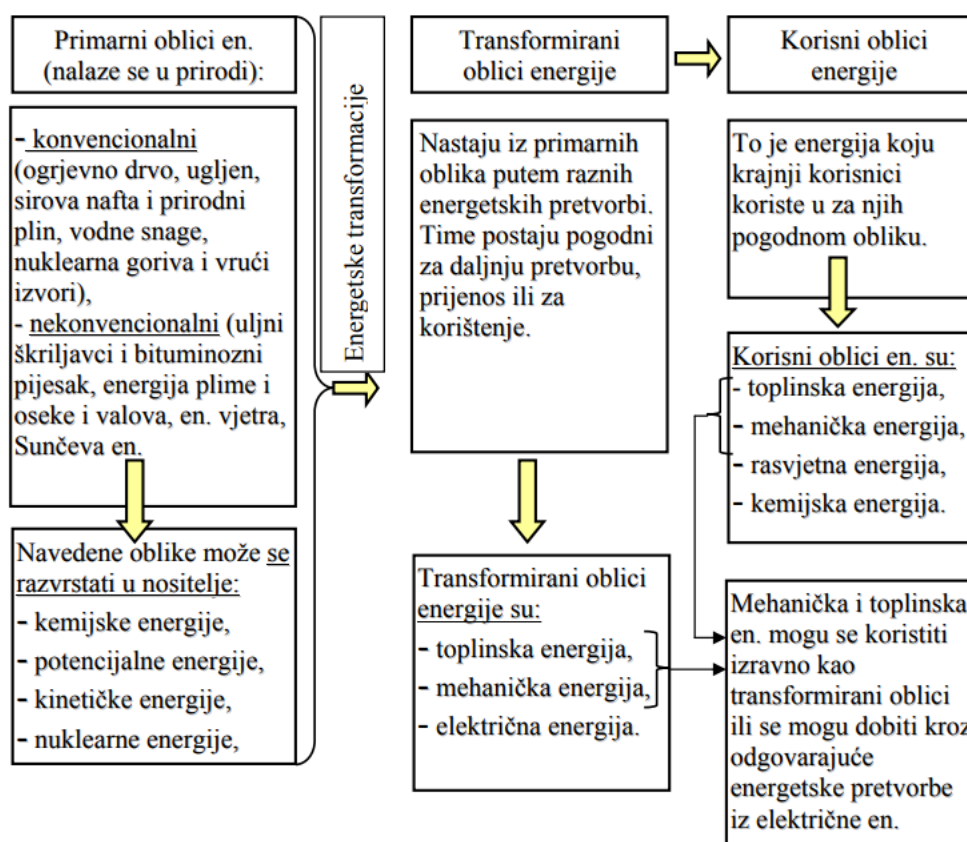 Primarni oblici en.
(nalaze se u prirodi):
- konvencionalni
(ogrjevno drvo, ugljen,
sirova nafta i prirodni
plin, vodne snage,
nuklearna goriva i vrući
izvori),
- nekonvencionalni (uljni
škriljavci i bituminozni
pijesak, energija plime i
oseke i valova, en. vjetra,
Sunčeva en.
Navedene oblike može se
razvrstati u nositelje:
- kemijske energije,
- potencijalne energije,
- kinetičke energije,
- nuklearne energije,
Energetske transformacije
Transformirani
oblici energije
Nastaju iz primarnih
oblika putem raznih
energetskih pretvorbi.
Time postaju pogodni
za daljnju pretvorbu,
prijenos ili za
korištenje.
Transformirani oblici
energije su:
- toplinska energija,
- mehanička energija,
- električna energija.
Korisni oblici
energije
To je energija koju
krajnji korisnici
koriste u za njih
pogodnom obliku.
Korisni oblici en. su:
- toplinska energija,
- mehanička energija,
- rasvjetna energija,
- kemijska energija.
Mehanička i toplinska
en. mogu se koristiti
izravno kao
transformirani oblici
ili se mogu dobiti kroz
odgovarajuće
energetske pretvorbe
iz električne en.